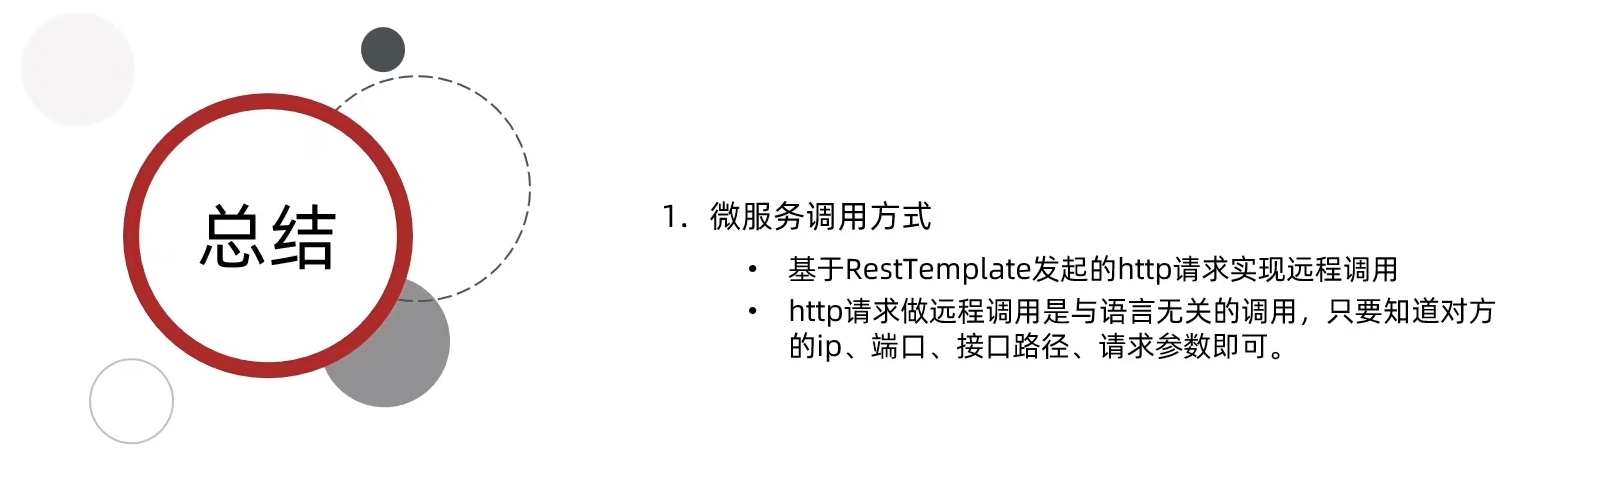 总结
1. 微服务调用方式
• 基于RestTemplate发起的http请求实现远程调用
• http请求做远程调用是与语言无关的调用，只要知道对方
的ip、端口、接口路径、请求参数即可。